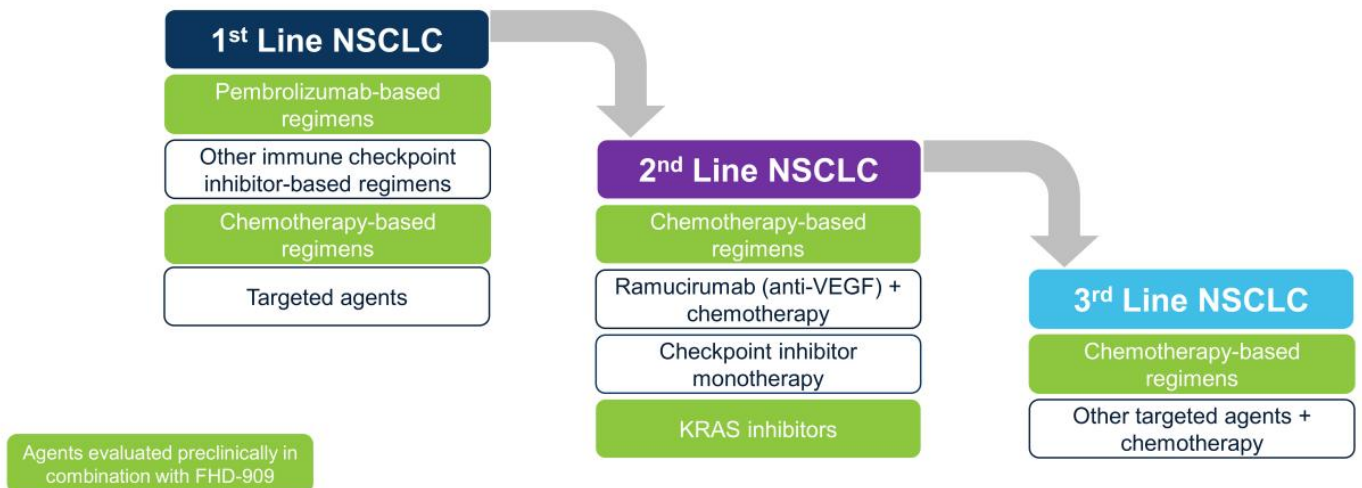 1st Line NSCLC
Pembrolizumab-based
regimens
Other immune checkpoint
inhibitor-based regimens
Chemotherapy-based
regimens
Targeted agents
2nd Line NSCLC
Chemotherapy-based
regimens
Ramucirumab (anti-VEGF) +
chemotherapy
Checkpoint inhibitor
monotherapy
KRAS inhibitors
3rd Line NSCLC
Chemotherapy-based
regimens
Other targeted agents +
chemotherapy
Agents evaluated preclinically in
combination with FHD-909